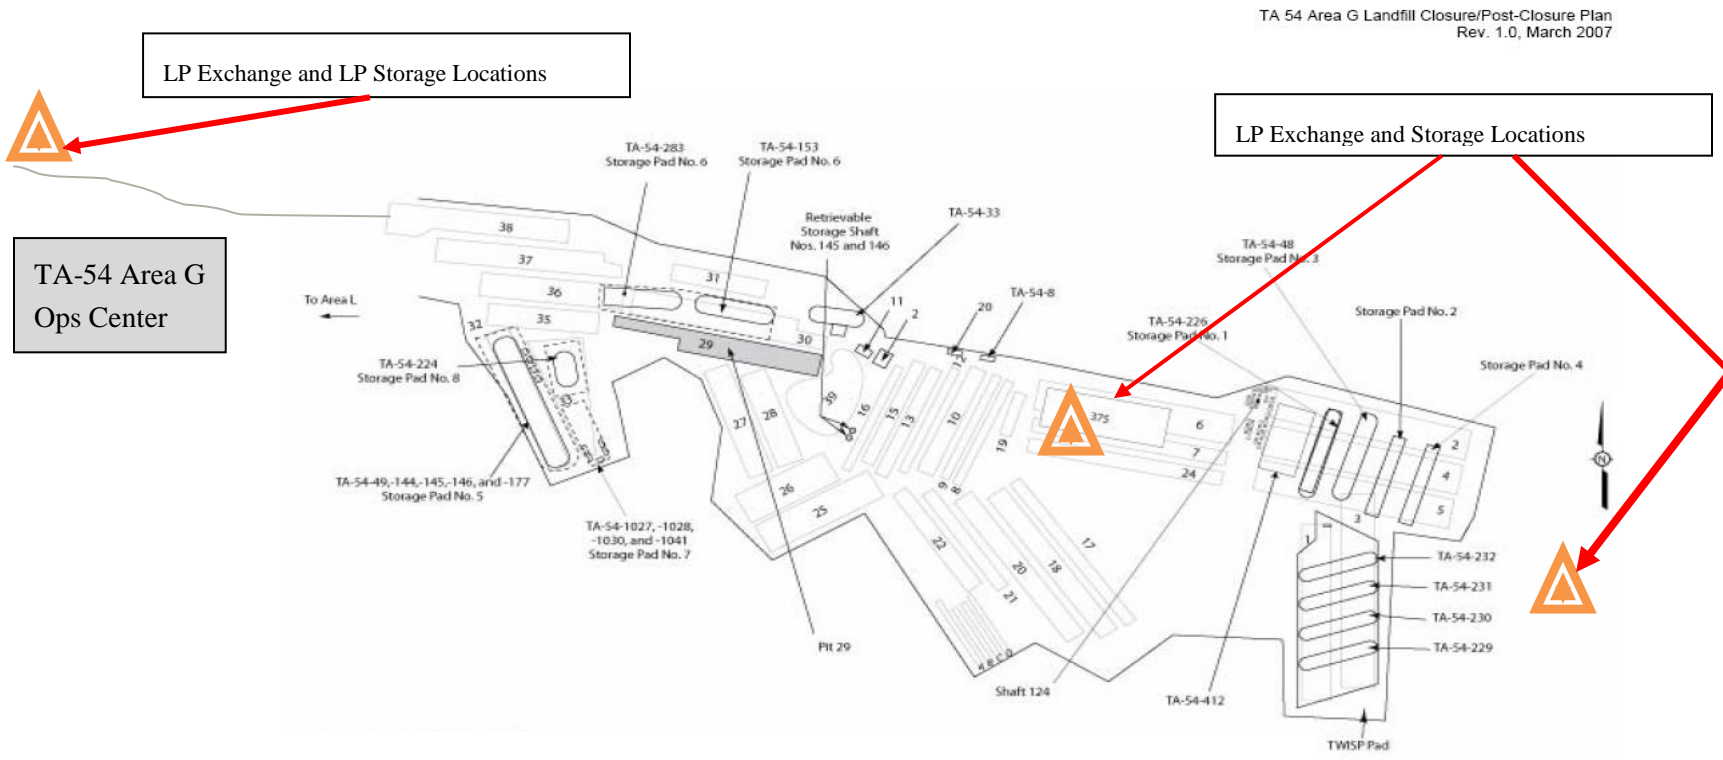 TA 54 Area G Landfill Closure/Post-Closure Plan
Rev. 1.0, March 2007
LP Exchange and LP Storage Locations
LP Exchange and Storage Locations
TA-54 Area G
Ops Center
To Area L
TA-54-283
Storage Pad No. 6
TA-54-153
Storage Pad No. 6
Retrievable
Storage Shaft
Nos. 145 and 146
TA-54-33
TA-54-8
TA-54-48
Storage Pad No. 3
TA-54-226
Storage Pad No. 1
Storage Pad No. 2
Storage Pad No. 4
TA-54-224
Storage Pad No. 8
TA-54-49,-144,-145,-146, and -177
Storage Pad No. 5
TA-54-1027, -1028,
-1030, and -1041
Storage Pad No. 7
Pit 29
Shaft 124
TA-54-412
TWISP Pad
TA-54-232
TA-54-231
TA-54-230
TA-54-229
N
38
37
36
35
32
33
31
30
29
11
2
20
12
39
16
15
13
10
19
9
8
27
28
26
25
22
20
21
18
17
A B C D
375
6
7
24
2
4
5
3
1